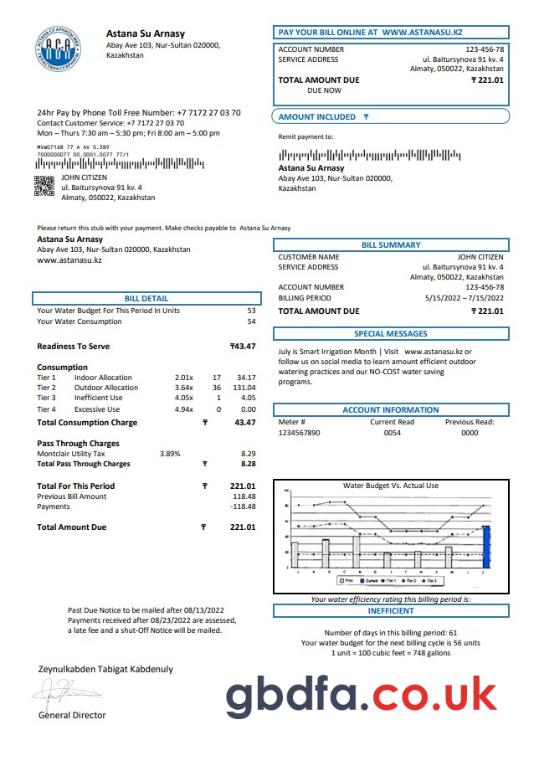 Astana Su Arnasy
Abay Ave 103, Nur-Sultan 020000,
Kazakhstan
PAY YOUR BILL ONLINE AT WWW.ASTANASU.KZ
ACCOUNT NUMBER 123-456-78
SERVICE ADDRESS ul. Baitursynova 91 kv. 4
Almaty, 050022, Kazakhstan
TOTAL AMOUNT DUE ₸ 221.01
DUE NOW
AMOUNT INCLUDED ₸
24hr Pay by Phone Toll Free Number: +7 7172 27 03 70
Contact Customer Service: +7 7172 27 03 70
Mon – Thurs 7:30 am – 5:30 pm; Fri 8:00 am – 5:00 pm
Remit payment to:
Astana Su Arnasy
Abay Ave 103, Nur-Sultan 020000,
Kazakhstan
JOHN CITIZEN
ul. Baitursynova 91 kv. 4
Almaty, 050022, Kazakhstan
Please return this stub with your payment. Make checks payable to Astana Su Arnasy
Astana Su Arnasy
Abay Ave 103, Nur-Sultan 020000, Kazakhstan
www.astanasu.kz
BILL SUMMARY
CUSTOMER NAME JOHN CITIZEN
SERVICE ADDRESS ul. Baitursynova 91 kv. 4
Almaty, 050022, Kazakhstan
ACCOUNT NUMBER 123-456-78
BILLING PERIOD 5/15/2022 – 7/15/2022
TOTAL AMOUNT DUE ₸ 221.01
BILL DETAIL
Your Water Budget For This Period In Units 53
Your Water Consumption 54
Readiness To Serve ₸43.47
Consumption
Tier 1 Indoor Allocation 2.01x 17 34.17
Tier 2 Outdoor Allocation 3.64x 36 131.04
Tier 3 Inefficient Use 4.05x 1 4.05
Tier 4 Excessive Use 4.94x 0 0.00
Total Consumption Charge ₸ 43.47
Pass Through Charges
Montclair Utility Tax 3.89% 8.29
Total Pass Through Charges ₸ 8.28
Total For This Period ₸ 221.01
Previous Bill Amount 118.48
Payments -118.48
Total Amount Due ₸ 221.01
SPECIAL MESSAGES
July is Smart Irrigation Month | Visit www.astanasu.kz or
follow us on social media to learn amount efficient outdoor
watering practices and our NO-COST water saving
programs.
ACCOUNT INFORMATION
Meter # Current Read Previous Read:
1234567890 0054 0000
Water Budget Vs. Actual Use
Your water efficiency rating this billing period is:
INEFFICIENT
Past Due Notice to be mailed after 08/13/2022
Payments received after 08/23/2022 are assessed,
a late fee and a shut-Off Notice will be mailed.
Number of days in this billing period: 61
Your water budget for the next billing cycle is 56 units
1 unit = 100 cubic feet = 748 gallons
Zeynulkabden Tabigat Kabdenuly
General Director
gbdfa.co.uk